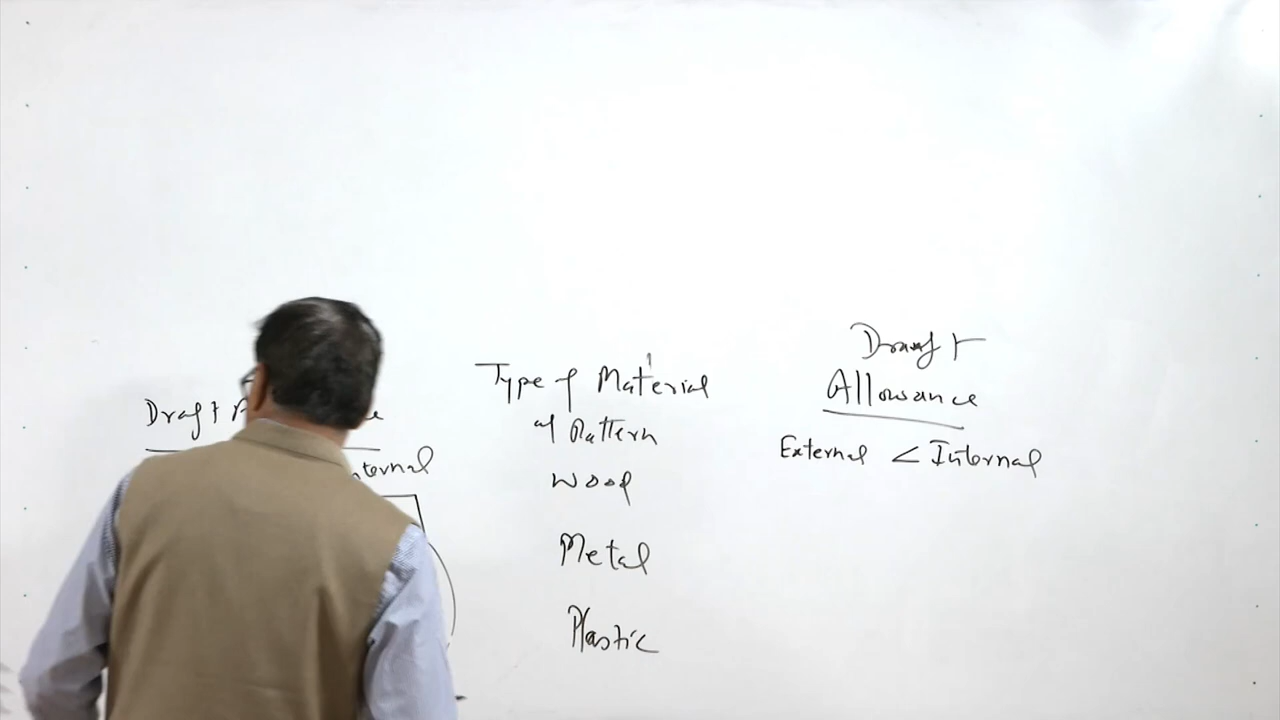 Draft
Type of Material
of Pattern
Wood
Metal
Plastic
Draft
Allowance
External < Internal